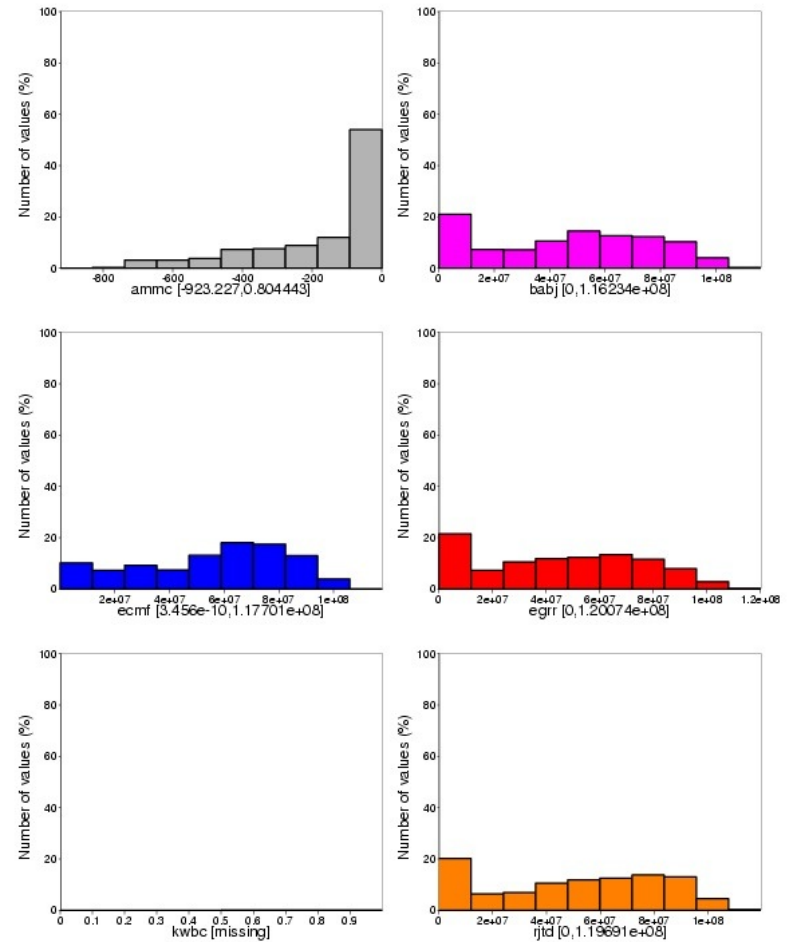 100
80
60
40
20
0
Number of values (%)
-800 -600 -400 -200 0
ammc [-923.227,0.804443]
100
80
60
40
20
0
Number of values (%)
0 2e+07 4e+07 6e+07 8e+07 1e+08
babj [0,1.16234e+08]
100
80
60
40
20
0
Number of values (%)
2e+07 4e+07 6e+07 8e+07 1e+08
ecmf [3.456e-10,1.17701e+08]
100
80
60
40
20
0
Number of values (%)
0 2e+07 4e+07 6e+07 8e+07 1e+08 1.2e+08
egrr [0,1.20074e+08]
100
80
60
40
20
0
Number of values (%)
0 0.1 0.2 0.3 0.4 0.5 0.6 0.7 0.8 0.9
kwbc [missing]
100
80
60
40
20
0
Number of values (%)
0 2e+07 4e+07 6e+07 8e+07 1e+08
rjtd [0,1.19691e+08]